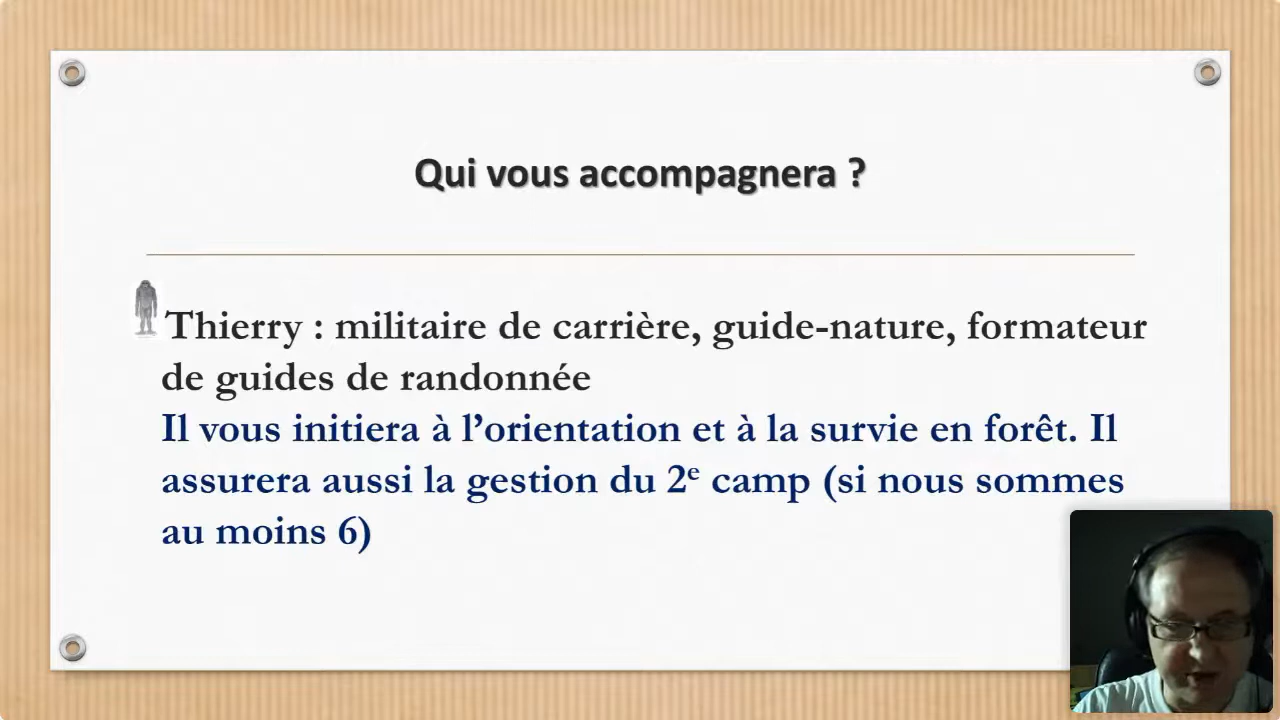 Qui vous accompagnera ?
Thierry : militaire de carrière, guide-nature, formateur
de guides de randonnée
Il vous initiera à l’orientation et à la survie en forêt. Il
assurera aussi la gestion du 2e camp (si nous sommes
au moins 6)